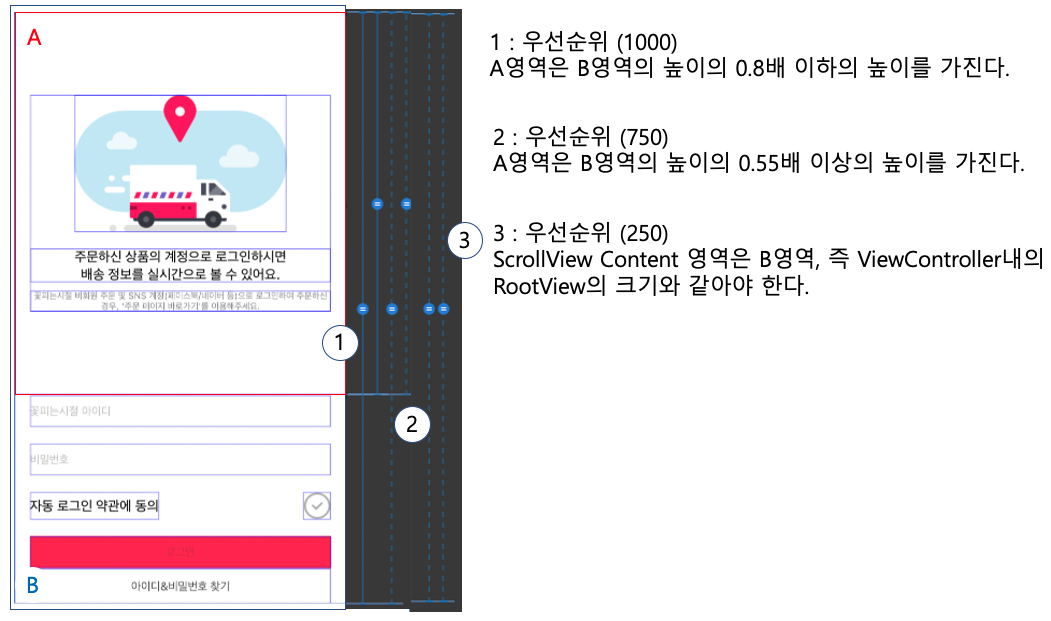 A
1 : 우선순위 (1000)
A영역은 B영역의 높이의 0.8배 이하의 높이를 가진다.
2 : 우선순위 (750)
A영역은 B영역의 높이의 0.55배 이상의 높이를 가진다.
3
3 : 우선순위 (250)
ScrollView Content 영역은 B영역, 즉 ViewController내의
RootView의 크기와 같아야 한다.
주문하신 상품의 계정으로 로그인하시면
배송 정보를 실시간으로 볼 수 있어요.
꽃피는시절 비회원 주문 및 SNS 계정(페이스북/네이버 등)으로 로그인하여 주문하신
경우, '주문 페이지 바로가기'를 이용해주세요.
1
꽃피는시절 아이디
2
비밀번호
자동 로그인 약관에 동의
로그인
B
아이디&비밀번호 찾기